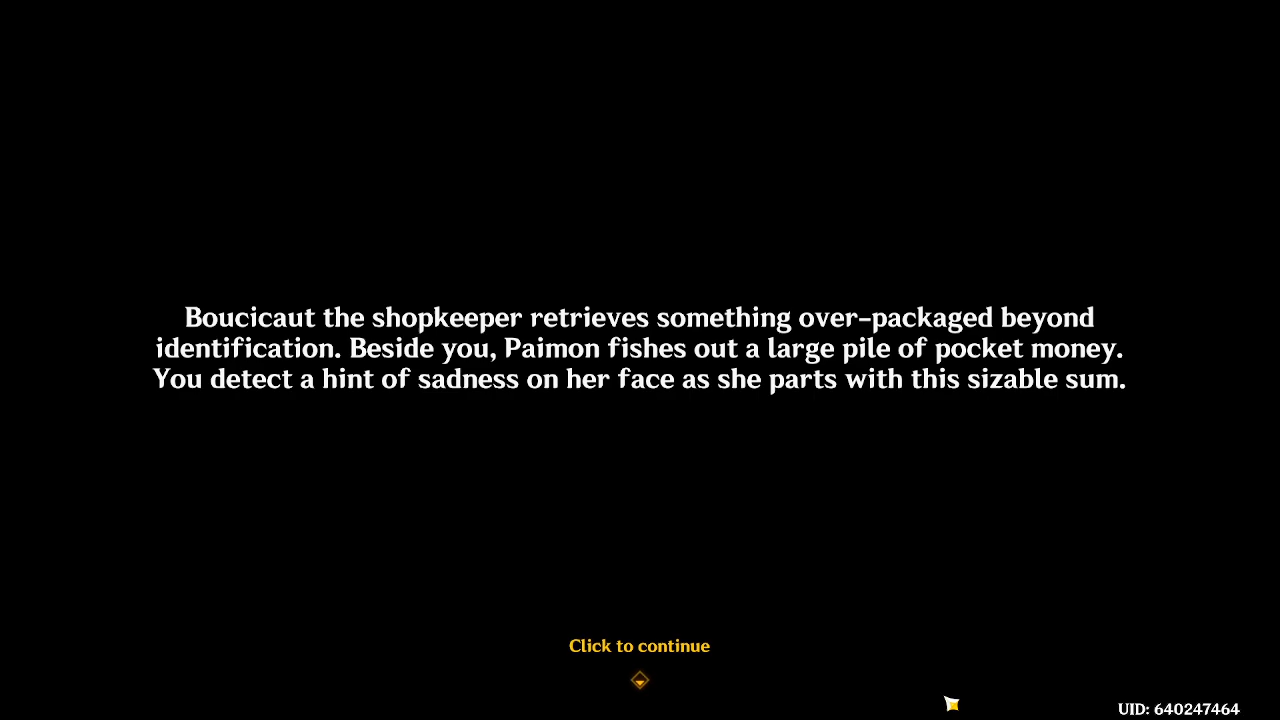 Boucicaut the shopkeeper retrieves something over-packaged beyond
identification. Beside you, Paimon fishes out a large pile of pocket money.
You detect a hint of sadness on her face as she parts with this sizable sum.
Click to continue
UID: 640247464